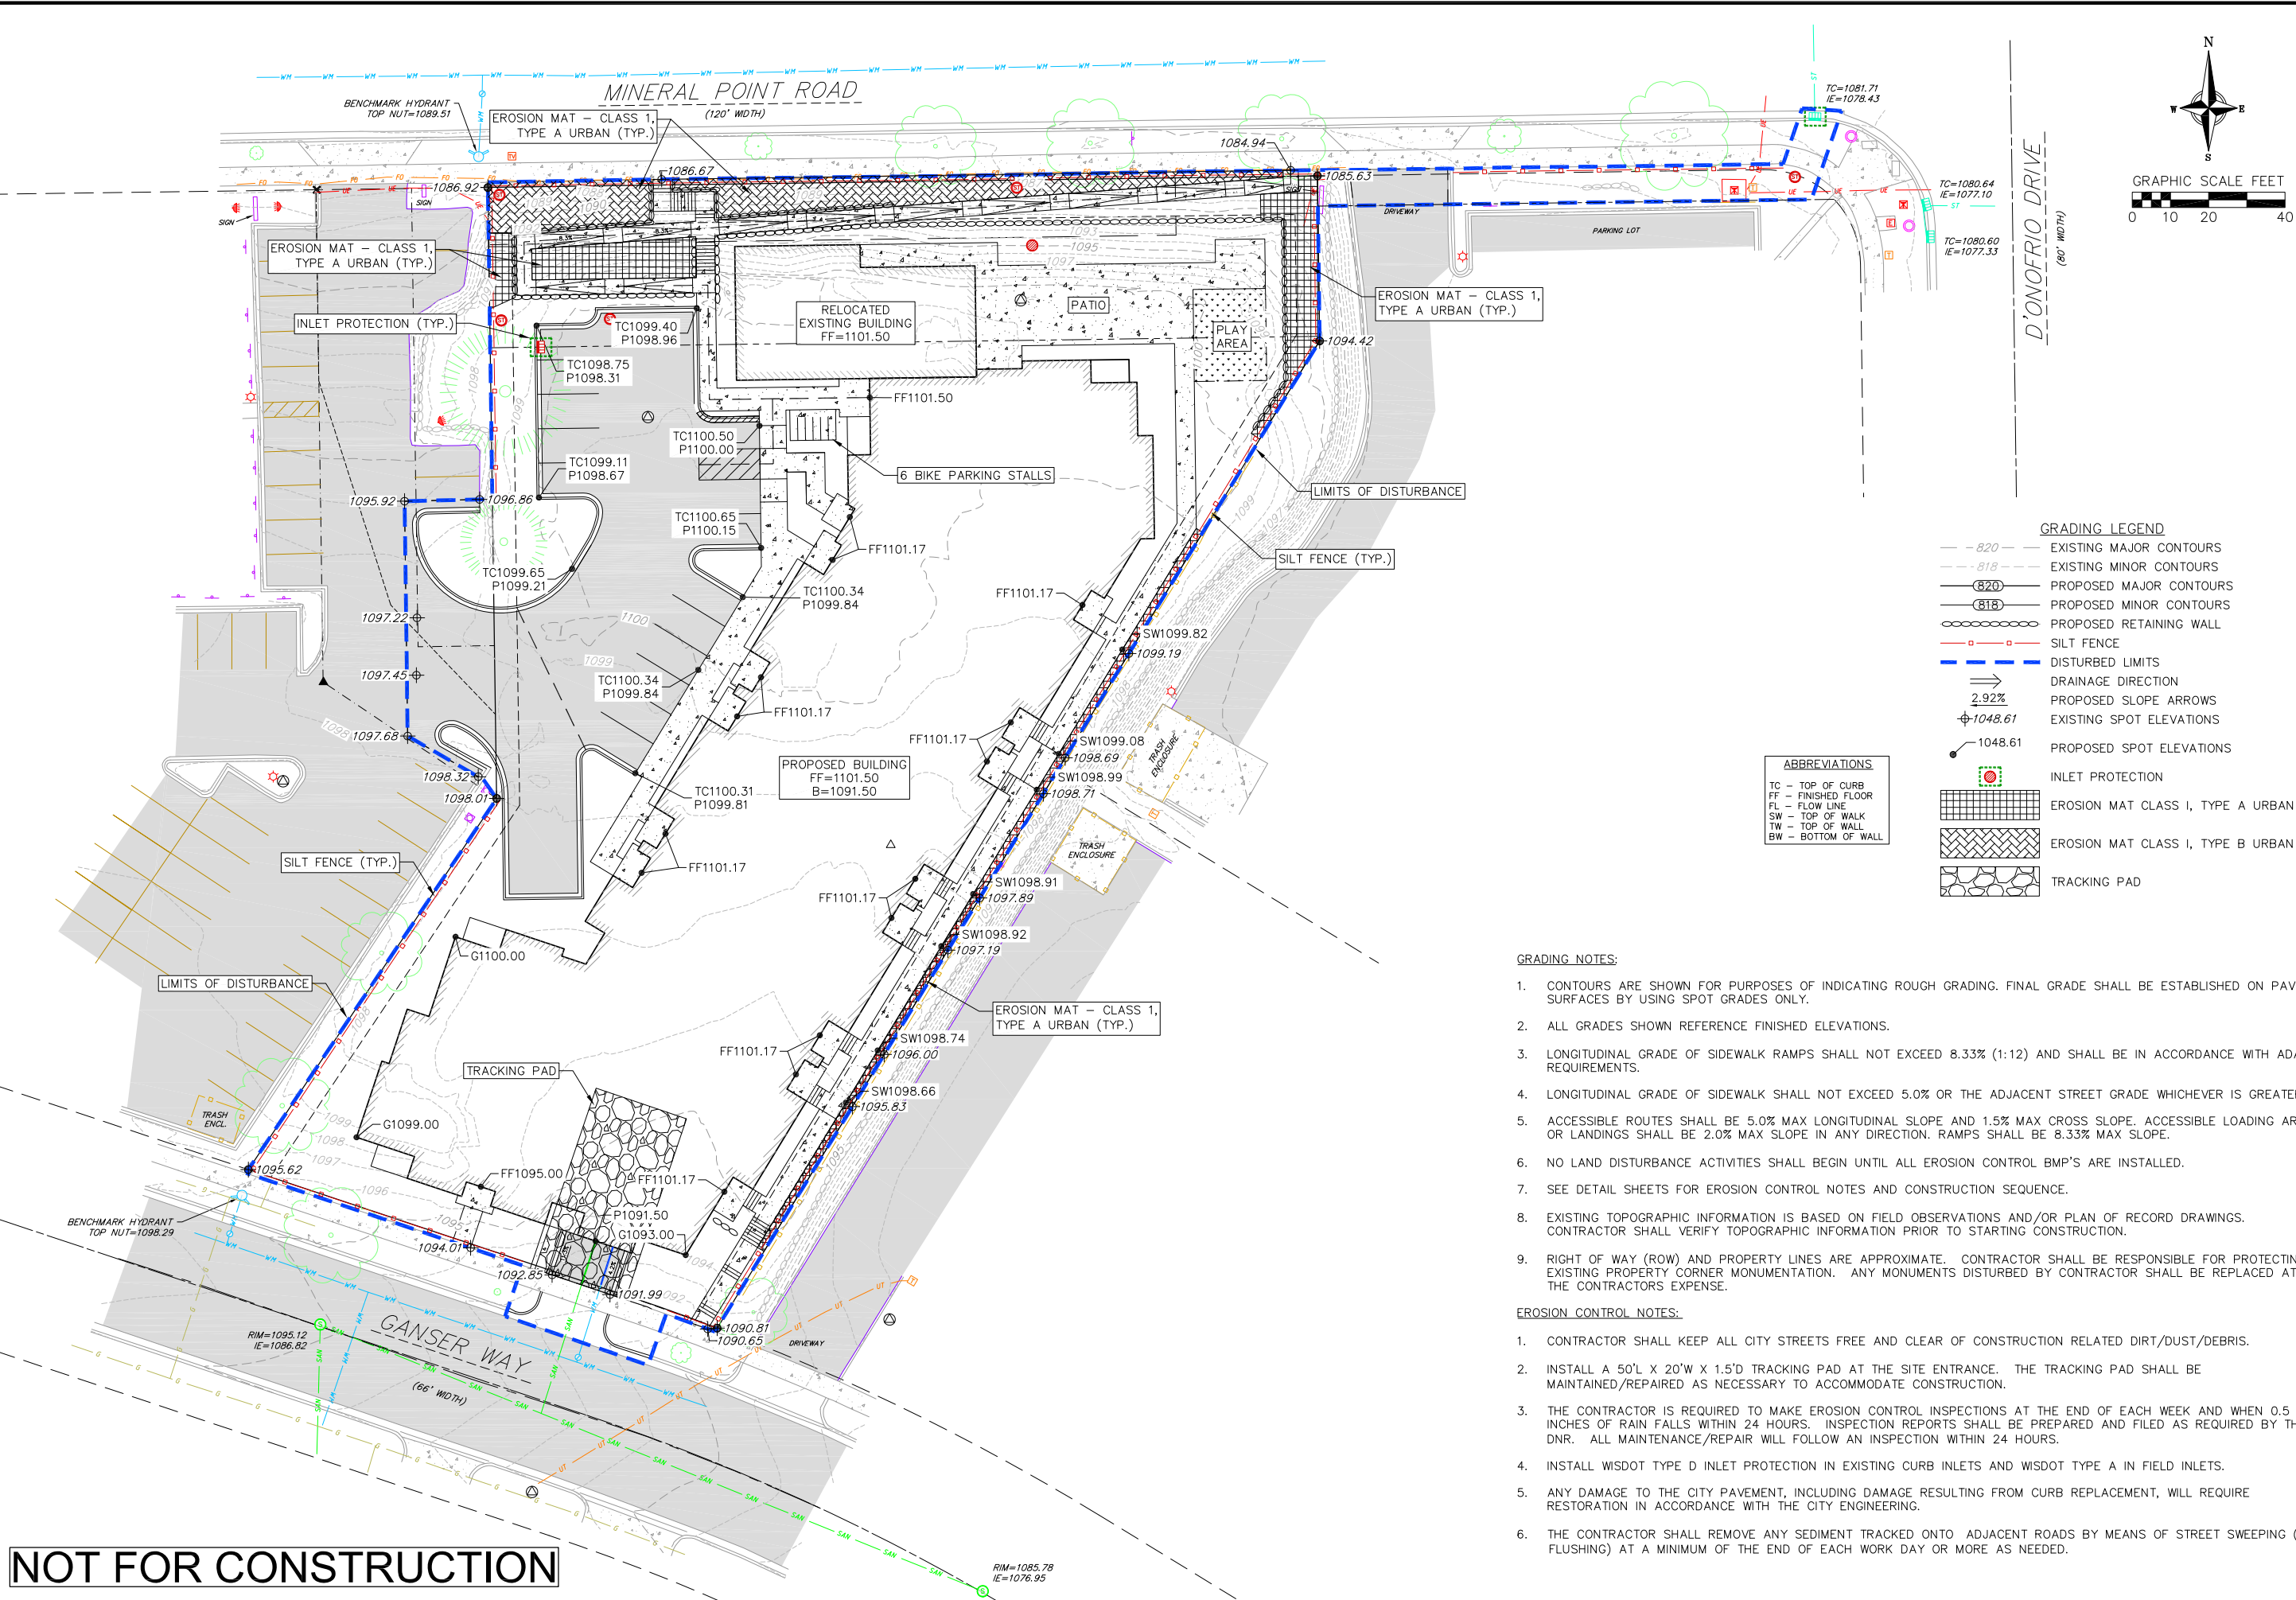 MINERAL POINT ROAD
(120' WIDTH)
BENCHMARK HYDRANT
TOP NUT=1089.51
EROSION MAT – CLASS 1,
TYPE A URBAN (TYP.)
1086.92
1086.67
1084.94
1085.63
TC=1081.71
IE=1078.43
TC=1080.64
IE=1077.10
TC=1080.60
IE=1077.33
D'ONOFRIO DRIVE
(80' WIDTH)
N
W
E
S
GRAPHIC SCALE FEET
0 10 20 40
SIGN
SIGN
SIGN
DRIVEWAY
PARKING LOT
EROSION MAT – CLASS 1,
TYPE A URBAN (TYP.)
INLET PROTECTION (TYP.)
TC1099.40
P1098.96
TC1098.75
P1098.31
RELOCATED
EXISTING BUILDING
FF=1101.50
PATIO
PLAY
AREA
EROSION MAT – CLASS 1,
TYPE A URBAN (TYP.)
1094.42
FF1101.50
TC1100.50
P1100.00
TC1099.11
P1098.67
6 BIKE PARKING STALLS
LIMITS OF DISTURBANCE
1095.92
1096.86
TC1100.65
P1100.15
FF1101.17
SILT FENCE (TYP.)
TC1099.65
P1099.21
TC1100.34
P1099.84
FF1101.17
1097.22
SW1099.82
1099.19
1100
1099
1097.45
TC1100.34
P1099.84
FF1101.17
FF1101.17
1098
1097.68
SW1099.08
1098.69
TRASH
ENCLOSURE
1098.32
1098.01
PROPOSED BUILDING
FF=1101.50
B=1091.50
SW1098.99
1098.71
TC1100.31
P1099.81
TRASH
ENCLOSURE
SILT FENCE (TYP.)
FF1101.17
FF1101.17
SW1098.91
1097.89
SW1098.92
1097.19
G1100.00
LIMITS OF DISTURBANCE
EROSION MAT – CLASS 1,
TYPE A URBAN (TYP.)
FF1101.17
SW1098.74
1096.00
TRACKING PAD
SW1098.66
1095.83
TRASH
ENCL.
G1099.00
1099
1098
1097
1096
1095
1095.62
FF1095.00
FF1101.17
P1091.50
G1093.00
BENCHMARK HYDRANT
TOP NUT=1098.29
1094.01
1092.85
1091.99
1090.81
1090.65
DRIVEWAY
RIM=1095.12
IE=1086.82
GANSER WAY
(66' WIDTH)
RIM=1085.78
IE=1076.95
NOT FOR CONSTRUCTION
GRADING LEGEND
820 EXISTING MAJOR CONTOURS
818 EXISTING MINOR CONTOURS
820 PROPOSED MAJOR CONTOURS
818 PROPOSED MINOR CONTOURS
PROPOSED RETAINING WALL
SILT FENCE
DISTURBED LIMITS
DRAINAGE DIRECTION
2.92% PROPOSED SLOPE ARROWS
1048.61 EXISTING SPOT ELEVATIONS
1048.61 PROPOSED SPOT ELEVATIONS
INLET PROTECTION
EROSION MAT CLASS I, TYPE A URBAN
EROSION MAT CLASS I, TYPE B URBAN
TRACKING PAD
ABBREVIATIONS
TC – TOP OF CURB
FF – FINISHED FLOOR
FL – FLOW LINE
SW – TOP OF WALK
TW – TOP OF WALL
BW – BOTTOM OF WALL
GRADING NOTES:
1. CONTOURS ARE SHOWN FOR PURPOSES OF INDICATING ROUGH GRADING. FINAL GRADE SHALL BE ESTABLISHED ON PAV
SURFACES BY USING SPOT GRADES ONLY.
2. ALL GRADES SHOWN REFERENCE FINISHED ELEVATIONS.
3. LONGITUDINAL GRADE OF SIDEWALK RAMPS SHALL NOT EXCEED 8.33% (1:12) AND SHALL BE IN ACCORDANCE WITH ADA
REQUIREMENTS.
4. LONGITUDINAL GRADE OF SIDEWALK SHALL NOT EXCEED 5.0% OR THE ADJACENT STREET GRADE WHICHEVER IS GREATE
5. ACCESSIBLE ROUTES SHALL BE 5.0% MAX LONGITUDINAL SLOPE AND 1.5% MAX CROSS SLOPE. ACCESSIBLE LOADING AR
OR LANDINGS SHALL BE 2.0% MAX SLOPE IN ANY DIRECTION. RAMPS SHALL BE 8.33% MAX SLOPE.
6. NO LAND DISTURBANCE ACTIVITIES SHALL BEGIN UNTIL ALL EROSION CONTROL BMP'S ARE INSTALLED.
7. SEE DETAIL SHEETS FOR EROSION CONTROL NOTES AND CONSTRUCTION SEQUENCE.
8. EXISTING TOPOGRAPHIC INFORMATION IS BASED ON FIELD OBSERVATIONS AND/OR PLAN OF RECORD DRAWINGS.
CONTRACTOR SHALL VERIFY TOPOGRAPHIC INFORMATION PRIOR TO STARTING CONSTRUCTION.
9. RIGHT OF WAY (ROW) AND PROPERTY LINES ARE APPROXIMATE. CONTRACTOR SHALL BE RESPONSIBLE FOR PROTECTIN
EXISTING PROPERTY CORNER MONUMENTATION. ANY MONUMENTS DISTURBED BY CONTRACTOR SHALL BE REPLACED AT
THE CONTRACTORS EXPENSE.
EROSION CONTROL NOTES:
1. CONTRACTOR SHALL KEEP ALL CITY STREETS FREE AND CLEAR OF CONSTRUCTION RELATED DIRT/DUST/DEBRIS.
2. INSTALL A 50'L X 20'W X 1.5'D TRACKING PAD AT THE SITE ENTRANCE. THE TRACKING PAD SHALL BE
MAINTAINED/REPAIRED AS NECESSARY TO ACCOMMODATE CONSTRUCTION.
3. THE CONTRACTOR IS REQUIRED TO MAKE EROSION CONTROL INSPECTIONS AT THE END OF EACH WEEK AND WHEN 0.5
INCHES OF RAIN FALLS WITHIN 24 HOURS. INSPECTION REPORTS SHALL BE PREPARED AND FILED AS REQUIRED BY TH
DNR. ALL MAINTENANCE/REPAIR WILL FOLLOW AN INSPECTION WITHIN 24 HOURS.
4. INSTALL WISDOT TYPE D INLET PROTECTION IN EXISTING CURB INLETS AND WISDOT TYPE A IN FIELD INLETS.
5. ANY DAMAGE TO THE CITY PAVEMENT, INCLUDING DAMAGE RESULTING FROM CURB REPLACEMENT, WILL REQUIRE
RESTORATION IN ACCORDANCE WITH THE CITY ENGINEERING.
6. THE CONTRACTOR SHALL REMOVE ANY SEDIMENT TRACKED ONTO ADJACENT ROADS BY MEANS OF STREET SWEEPING (
FLUSHING) AT A MINIMUM OF THE END OF EACH WORK DAY OR MORE AS NEEDED.